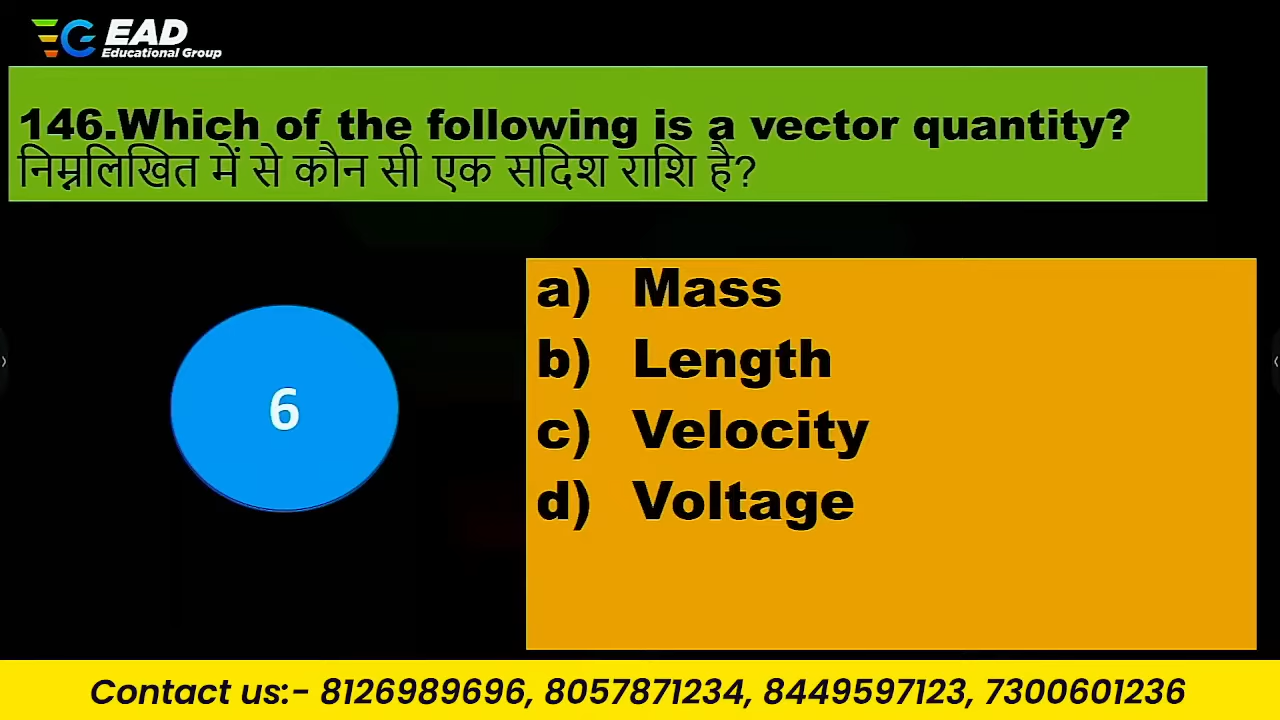 EAD
Educational Group
146.Which of the following is a vector quantity?
निम्नलिखित में से कौन सी एक सदिश राशि है?
a) Mass
b) Length
c) Velocity
d) Voltage
6
Contact us:- 8126989696, 8057871234, 8449597123, 7300601236